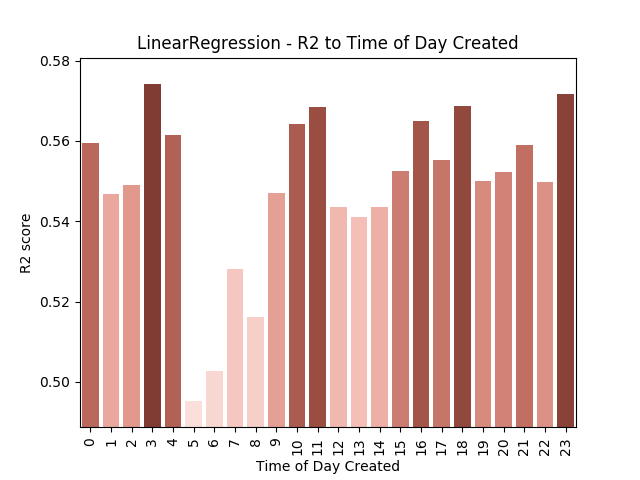 LinearRegression - R2 to Time of Day Created
0.58
0.56
0.54
0.52
0.50
R2 score
0 1 2 3 4 5 6 7 8 9 10 11 12 13 14 15 16 17 18 19 20 21 22 23
Time of Day Created